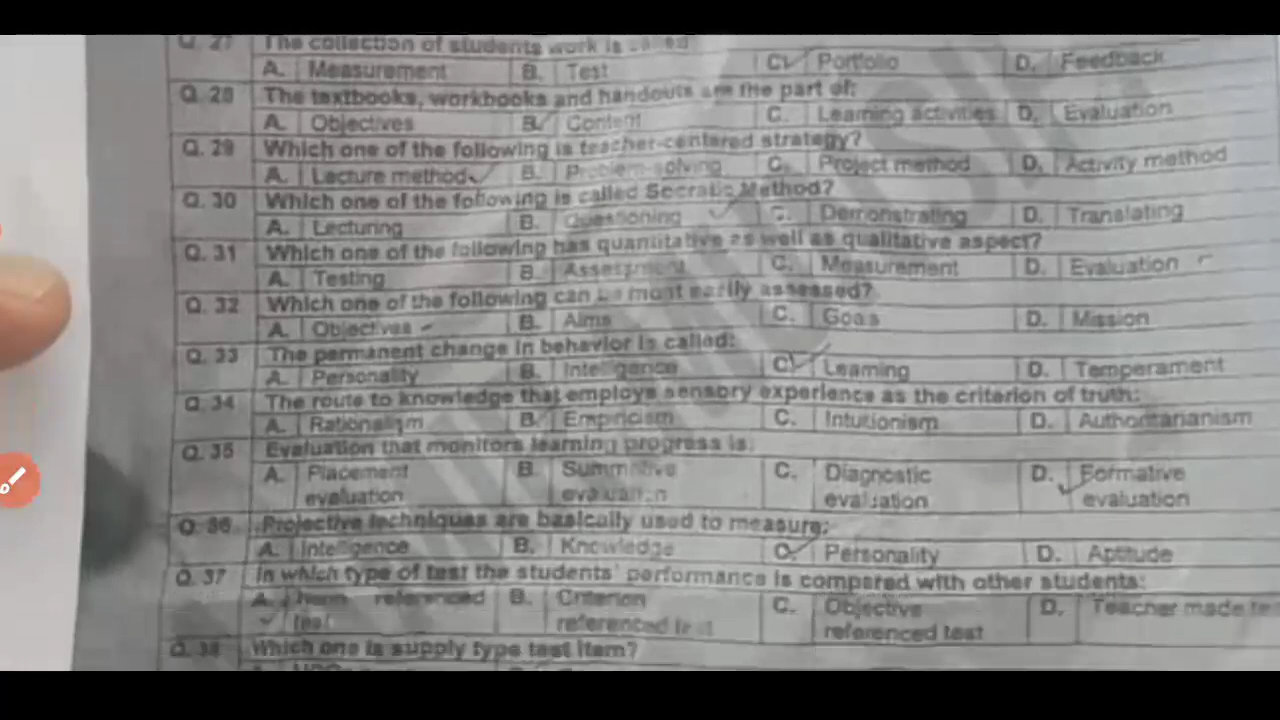 Q. 27 The collection of students work is called
A. Measurement B. Test C. Portfolio D. Feedback
Q. 28 The textbooks, workbooks and handouts are the part of:
A. Objectives B. Content C. Learning activities D. Evaluation
Q. 29 Which one of the following is teacher-centered strategy?
A. Lecture method B. Problem-solving C. Project method D. Activity method
Q. 30 Which one of the following is called Socratic Method?
A. Lecturing B. Questioning C. Demonstrating D. Translating
Q. 31 Which one of the following has quantitative as well as qualitative aspect?
A. Testing B. Assessment C. Measurement D. Evaluation
Q. 32 Which one of the following can be most easily assessed?
A. Objectives B. Aims C. Goals D. Mission
Q. 33 The permanent change in behavior is called:
A. Personality B. Intelligence C. Learning D. Temperament
Q. 34 The route to knowledge that employs sensory experience as the criterion of truth:
A. Rationalism B. Empiricism C. Intutionism D. Authoritarianism
Q. 35 Evaluation that monitors learning progress is:
A. Placement B. Summative C. Diagnostic D. Formative
evaluation evaluation evaluation evaluation
Q. 36 Projective techniques are basically used to measure:
A. Intelligence B. Knowledge C. Personality D. Aptitude
Q. 37 In which type of test the students' performance is compared with other students:
A. Norm referenced B. Criterion C. Objective D. Teacher made
test referenced test referenced test
Q. 38 Which one is supply type test item?